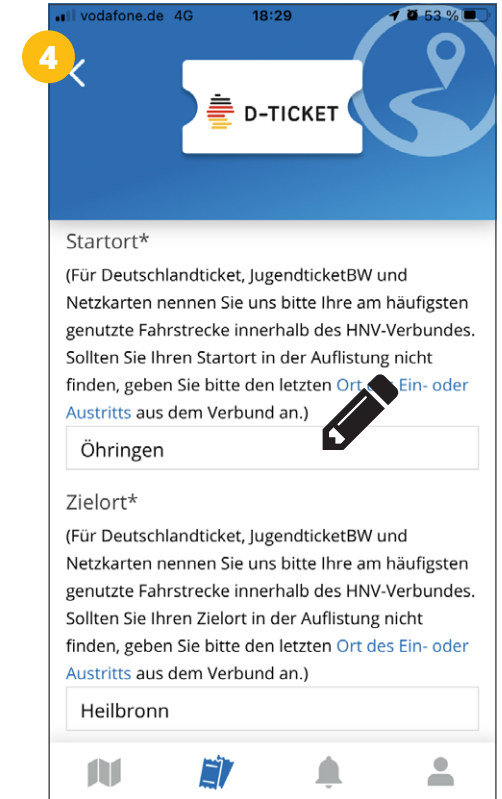 vodafone.de 4G 18:29 53 %
4
D-TICKET
Startort*
(Für Deutschlandticket, JugendticketBW und
Netzkarten nennen Sie uns bitte Ihre am häufigsten
genutzte Fahrstrecke innerhalb des HNV-Verbundes.
Sollten Sie Ihren Startort in der Auflistung nicht
finden, geben Sie bitte den letzten Ort des Ein- oder
Austritts aus dem Verbund an.)
Öhringen
Zielort*
(Für Deutschlandticket, JugendticketBW und
Netzkarten nennen Sie uns bitte Ihre am häufigsten
genutzte Fahrstrecke innerhalb des HNV-Verbundes.
Sollten Sie Ihren Zielort in der Auflistung nicht
finden, geben Sie bitte den letzten Ort des Ein- oder
Austritts aus dem Verbund an.)
Heilbronn